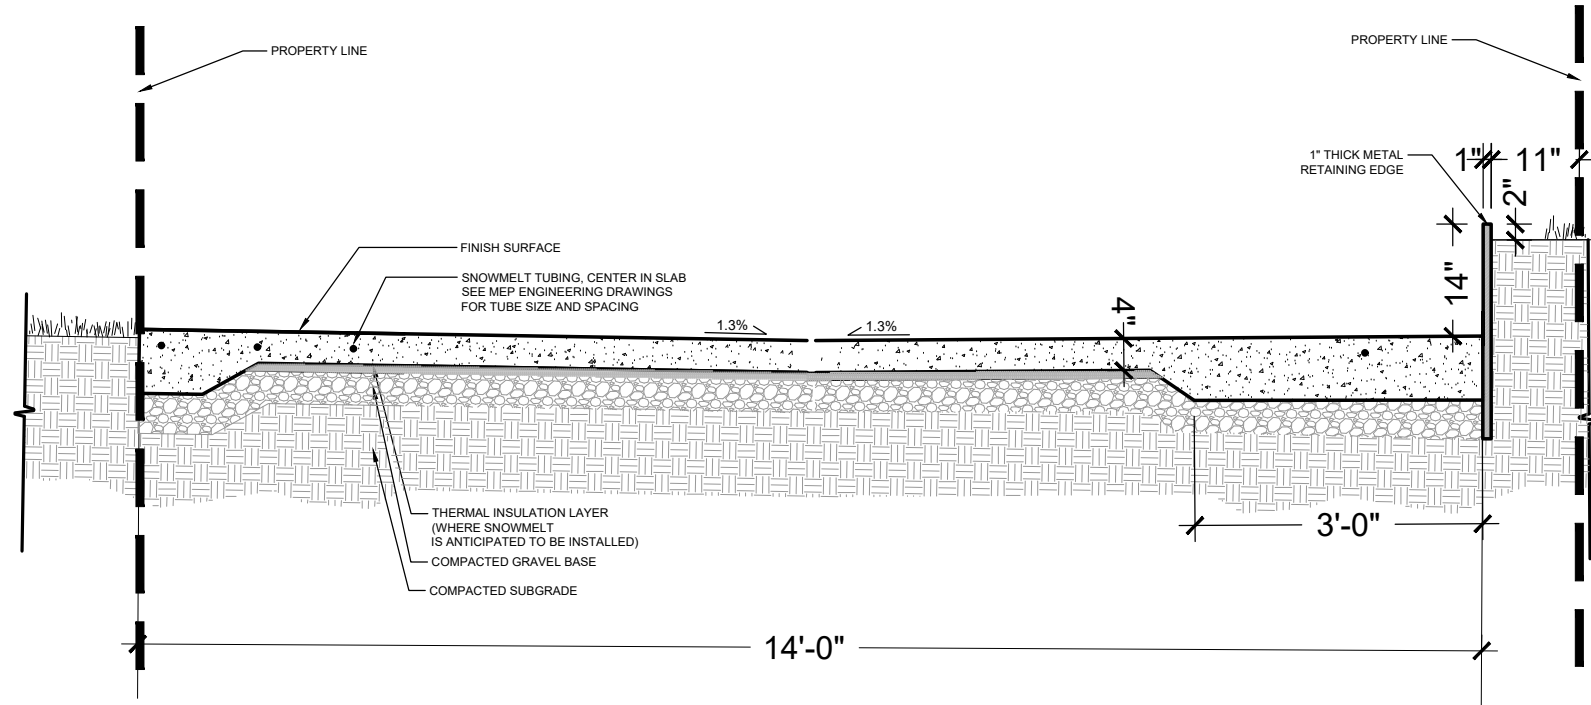 PROPERTY LINE
PROPERTY LINE
1" THICK METAL
RETAINING EDGE
1"
11"
2"
14"
FINISH SURFACE
SNOWMELT TUBING, CENTER IN SLAB
SEE MEP ENGINEERING DRAWINGS
FOR TUBE SIZE AND SPACING
1.3%
1.3%
4"
THERMAL INSULATION LAYER
(WHERE SNOWMELT
IS ANTICIPATED TO BE INSTALLED)
COMPACTED GRAVEL BASE
COMPACTED SUBGRADE
3'-0"
14'-0"